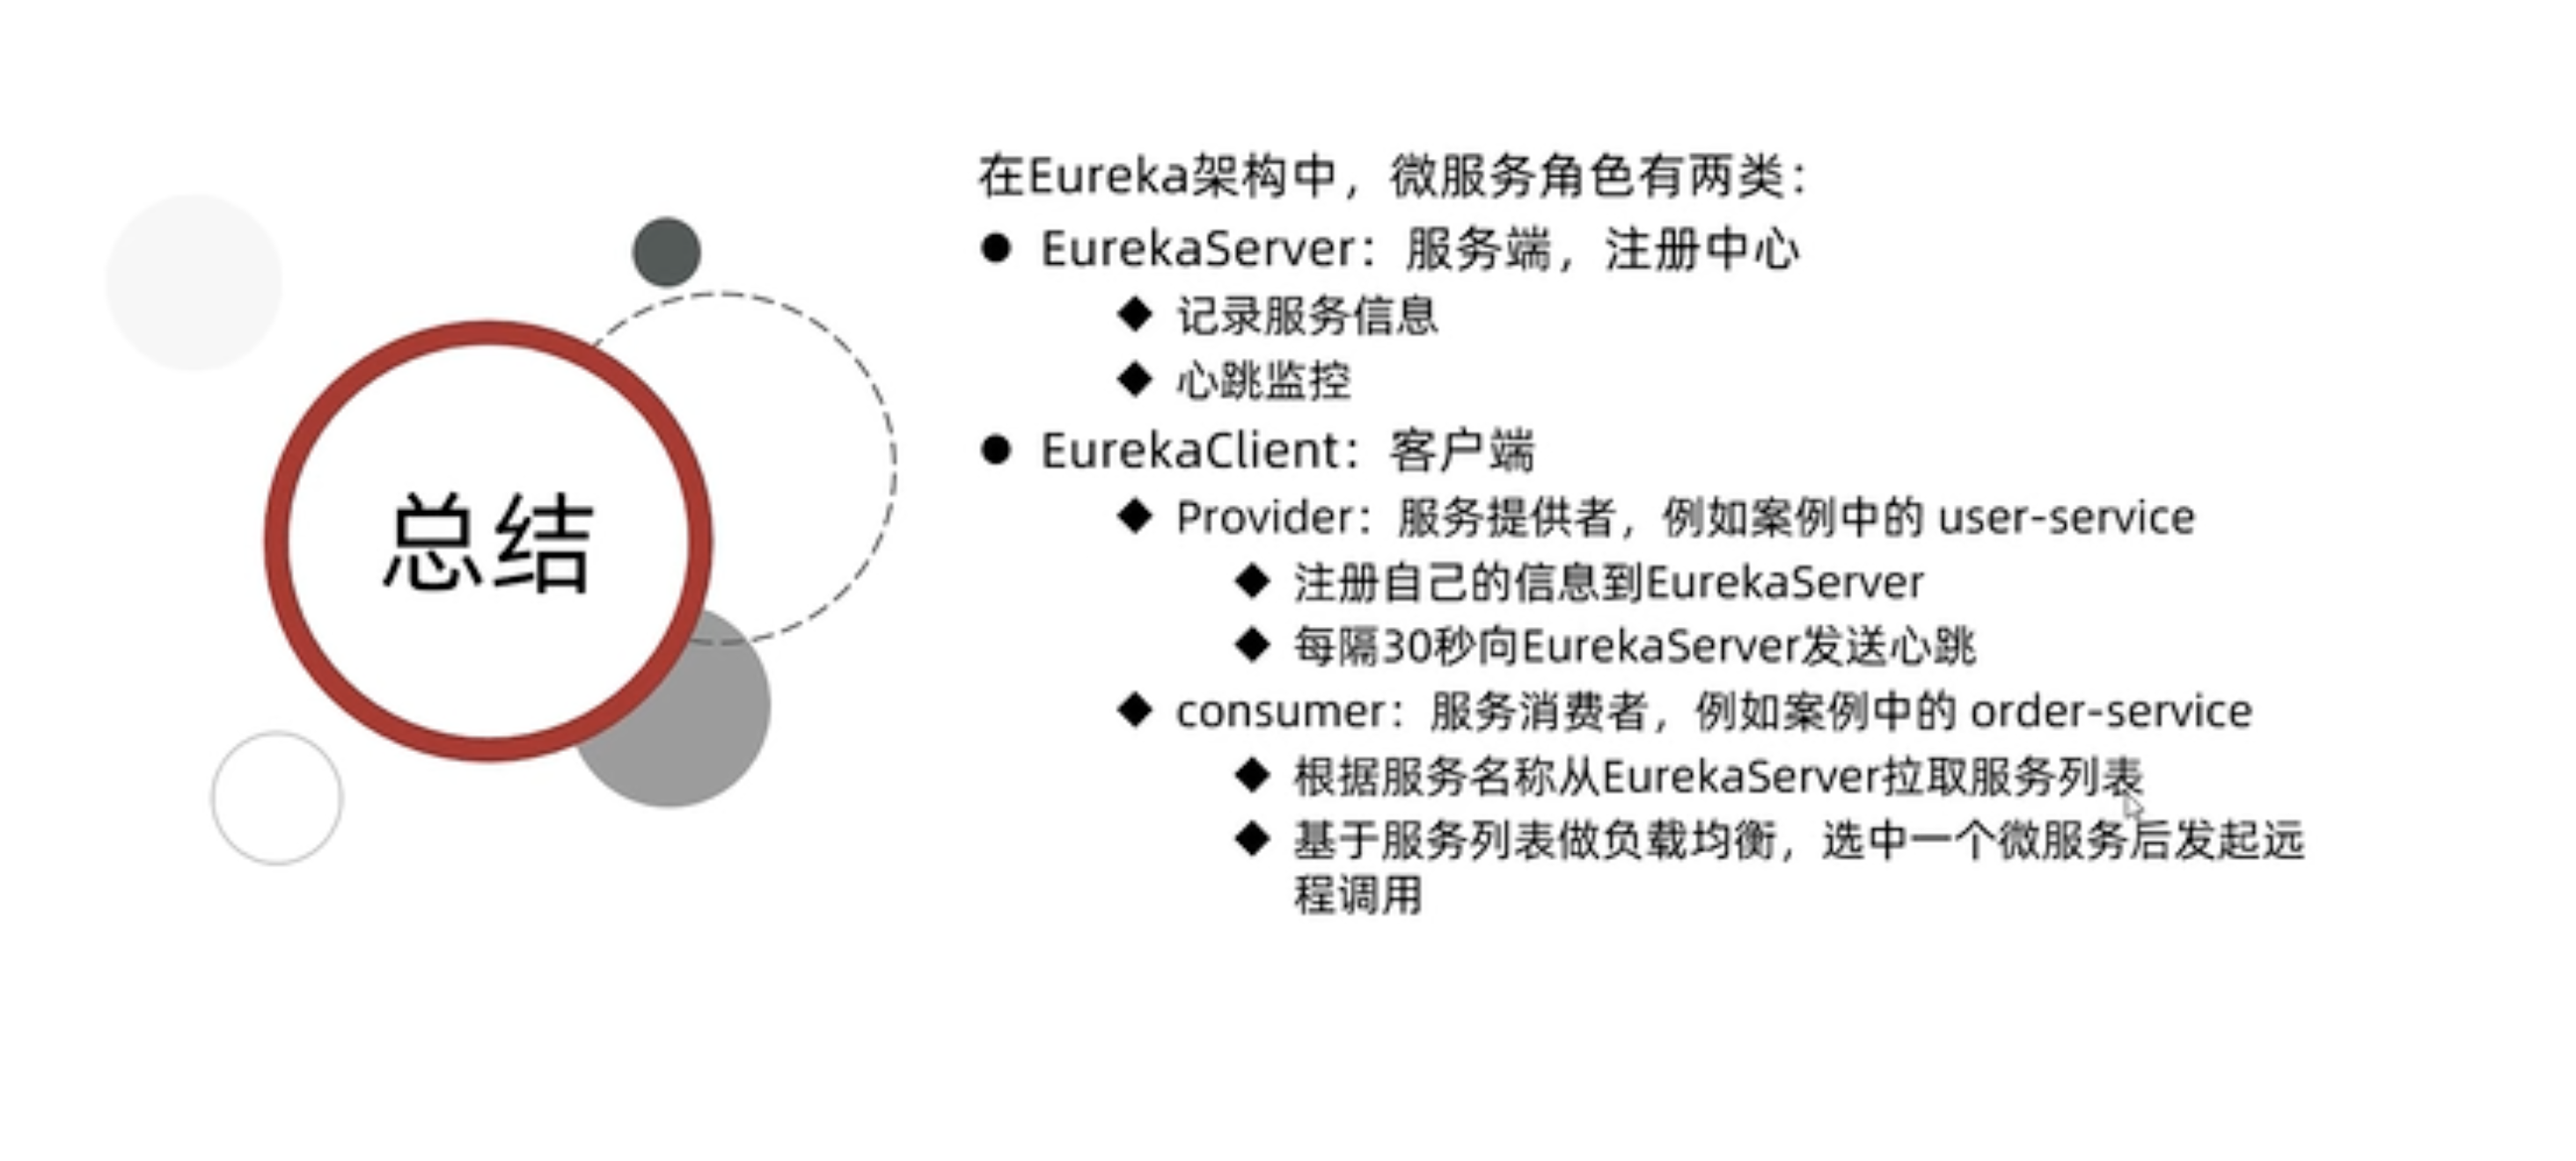 总结
在Eureka架构中，微服务角色有两类：
● EurekaServer：服务端，注册中心
◆ 记录服务信息
◆ 心跳监控
● EurekaClient：客户端
◆ Provider：服务提供者，例如案例中的 user-service
◆ 注册自己的信息到EurekaServer
◆ 每隔30秒向EurekaServer发送心跳
◆ consumer：服务消费者，例如案例中的 order-service
◆ 根据服务名称从EurekaServer拉取服务列表
◆ 基于服务列表做负载均衡，选中一个微服务后发起远
程调用